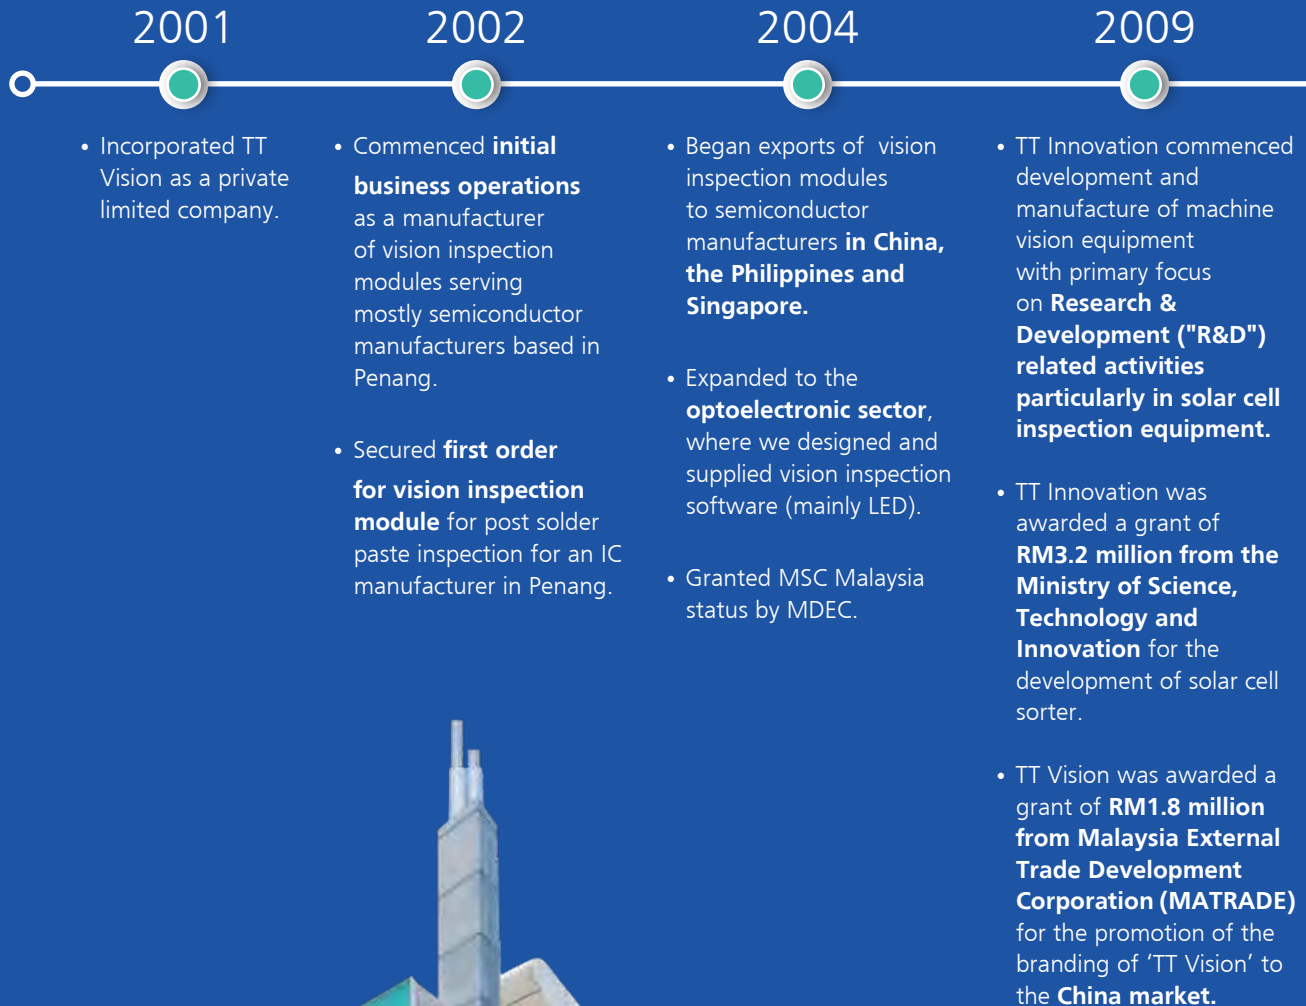 2001
• Incorporated TT
Vision as a private
limited company.
2002
• Commenced initial
business operations
as a manufacturer
of vision inspection
modules serving
mostly semiconductor
manufacturers based in
Penang.
• Secured first order
for vision inspection
module for post solder
paste inspection for an IC
manufacturer in Penang.
2004
• Began exports of vision
inspection modules
to semiconductor
manufacturers in China,
the Philippines and
Singapore.
• Expanded to the
optoelectronic sector,
where we designed and
supplied vision inspection
software (mainly LED).
• Granted MSC Malaysia
status by MDEC.
2009
• TT Innovation commenced
development and
manufacture of machine
vision equipment
with primary focus
on Research &
Development ("R&D")
related activities
particularly in solar cell
inspection equipment.
• TT Innovation was
awarded a grant of
RM3.2 million from the
Ministry of Science,
Technology and
Innovation for the
development of solar cell
sorter.
• TT Vision was awarded a
grant of RM1.8 million
from Malaysia External
Trade Development
Corporation (MATRADE)
for the promotion of the
branding of ‘TT Vision’ to
the China market.